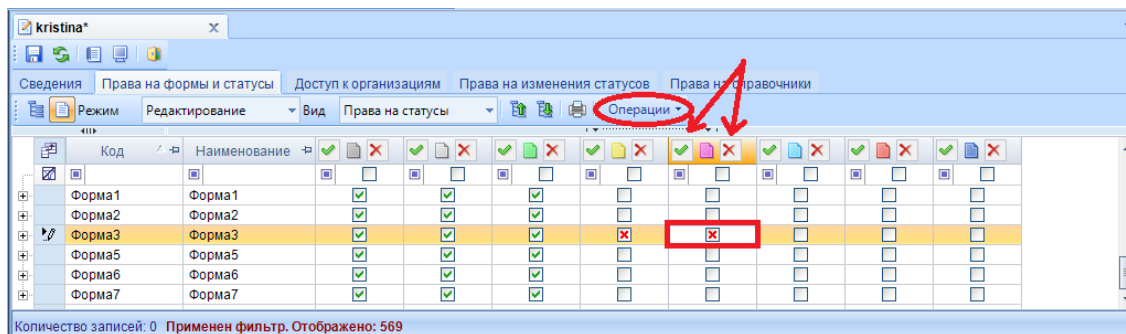 kristina*
Сведения Права на формы и статусы Доступ к организациям Права на изменения статусов Права на справочники
Режим Редактирование Вид Права на статусы Операции
Код Наименование
Форма1 Форма1
Форма2 Форма2
Форма3 Форма3
Форма5 Форма5
Форма6 Форма6
Форма7 Форма7
Количество записей: 0 Применен фильтр. Отображено: 569